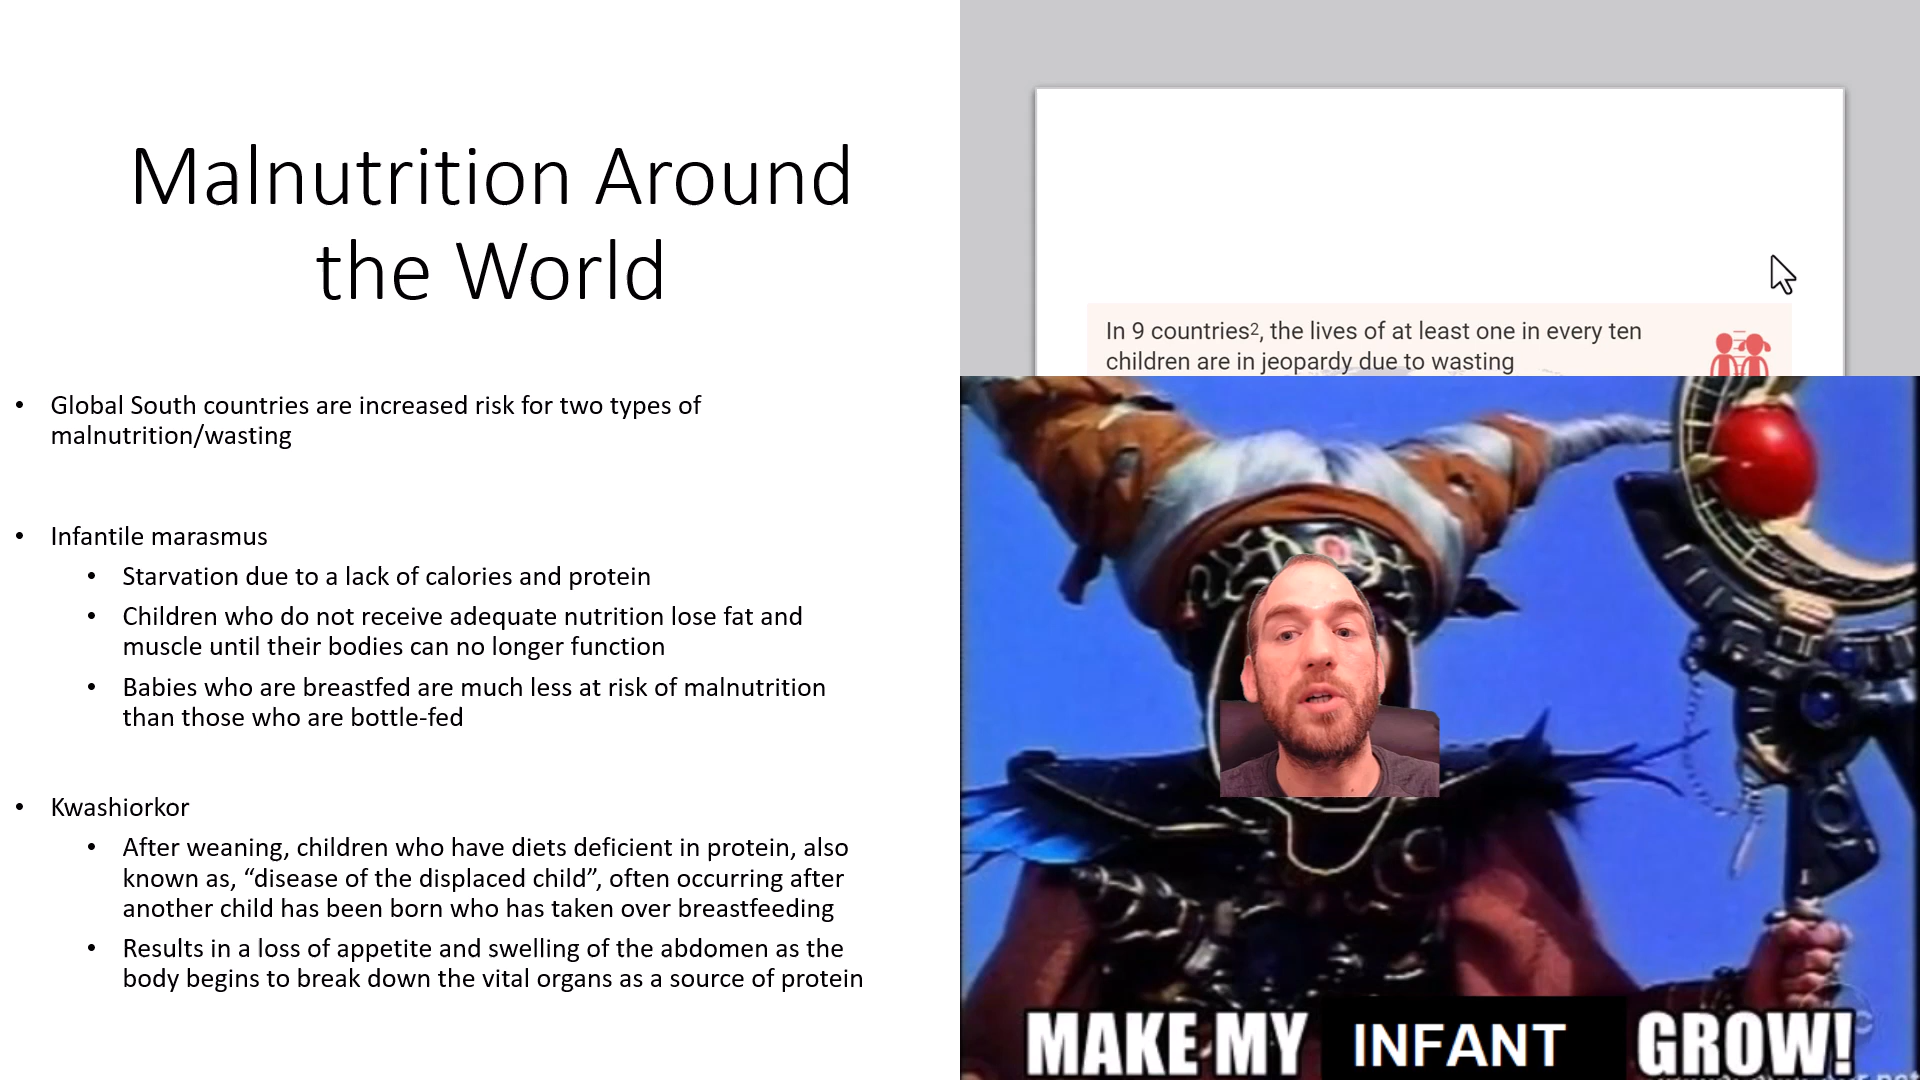 Malnutrition Around
the World
• Global South countries are increased risk for two types of
malnutrition/wasting
• Infantile marasmus
• Starvation due to a lack of calories and protein
• Children who do not receive adequate nutrition lose fat and
muscle until their bodies can no longer function
• Babies who are breastfed are much less at risk of malnutrition
than those who are bottle-fed
• Kwashiorkor
• After weaning, children who have diets deficient in protein, also
known as, “disease of the displaced child”, often occurring after
another child has been born who has taken over breastfeeding
• Results in a loss of appetite and swelling of the abdomen as the
body begins to break down the vital organs as a source of protein
In 9 countries², the lives of at least one in every ten
children are in jeopardy due to wasting
MAKE MY INFANT GROW!